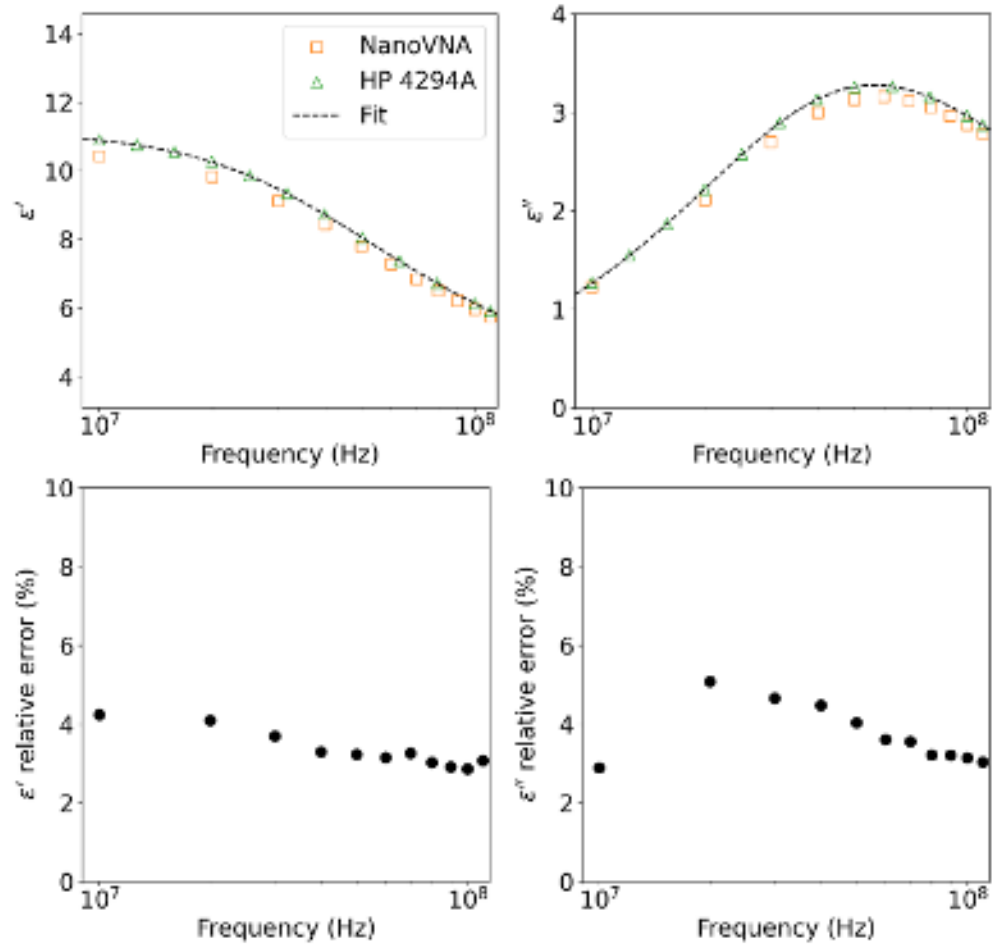 14
12
10
8
6
4
ε′
10⁷
10⁸
Frequency (Hz)
NanoVNA
HP 4294A
Fit
4
3
2
1
0
ε″
10⁷
10⁸
Frequency (Hz)
10
8
6
4
2
0
ε′ relative error (%)
10⁷
10⁸
Frequency (Hz)
10
8
6
4
2
0
ε″ relative error (%)
10⁷
10⁸
Frequency (Hz)